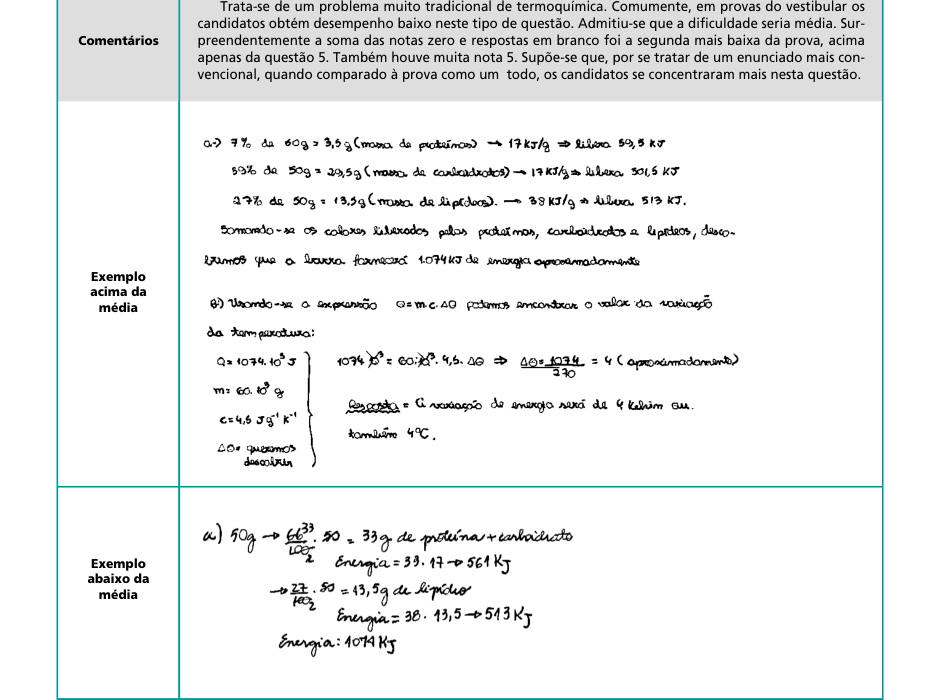 Trata-se de um problema muito tradicional de termoquímica. Comumente, em provas do vestibular os
candidatos obtém desempenho baixo neste tipo de questão. Admitiu-se que a dificuldade seria média. Sur-
preendentemente a soma das notas zero e respostas em branco foi a segunda mais baixa da prova, acima
apenas da questão 5. Também houve muita nota 5. Supõe-se que, por se tratar de um enunciado mais con-
vencional, quando comparado à prova como um todo, os candidatos se concentraram mais nesta questão.
Comentários
Exemplo
acima da
média
a-) 7% de 50g = 3,5g (massa de proteínas) → 17 KJ/g ⇒ libera 59,5 KJ
59% de 50g = 29,5g (massa de carboidratos) → 17 KJ/g ⇒ libera 501,5 KJ
27% de 50g = 13,5g (massa de lipídeos). → 38 KJ/g ⇒ libera 513 KJ.
Somando-se os calores liberados pelas proteínas, carboidratos e lipídeos, desco-
brimos que a barra fornecerá 1.074 KJ de energia aproximadamente
B-) Usando-se a expressão Q=m.c.Δθ podemos encontrar o valor da variação
da temperatura:
Q= 1074.10³ J
m= 60.10³ g
c=4,5 J g⁻¹ K⁻¹
Δθ= queremos
descobrir
1074.10³ = 60.10³. 4,5. Δθ ⇒ Δθ= 1074/270 = 4 (aproximadamente)
Resposta = A variação de energia será de 4 Kelvin ou
também 4°C.
Exemplo
abaixo da
média
a) 50g → 66³³/100₂ . 50 = 33g de proteína + carboidrato
Energia = 33. 17 → 561 KJ
→ 27/100₂ . 50 = 13,5g de lipídio
Energia = 38. 13,5 → 513 KJ
Energia: 1074 KJ